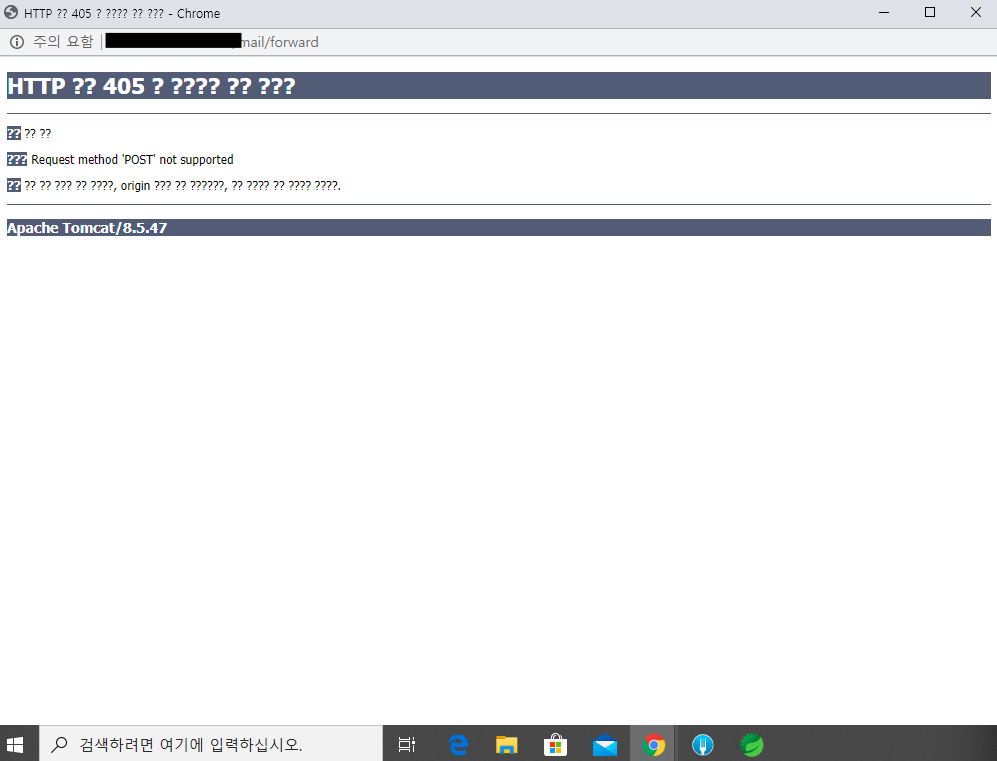 HTTP ?? 405 ? ???? ?? ??? - Chrome
주의 요함 mail/forward
HTTP ?? 405 ? ???? ?? ???
?? ?? ??
??? Request method 'POST' not supported
?? ?? ?? ??? ?? ????, origin ??? ?? ??????, ?? ???? ?? ???? ????.
Apache Tomcat/8.5.47
검색하려면 여기에 입력하십시오.